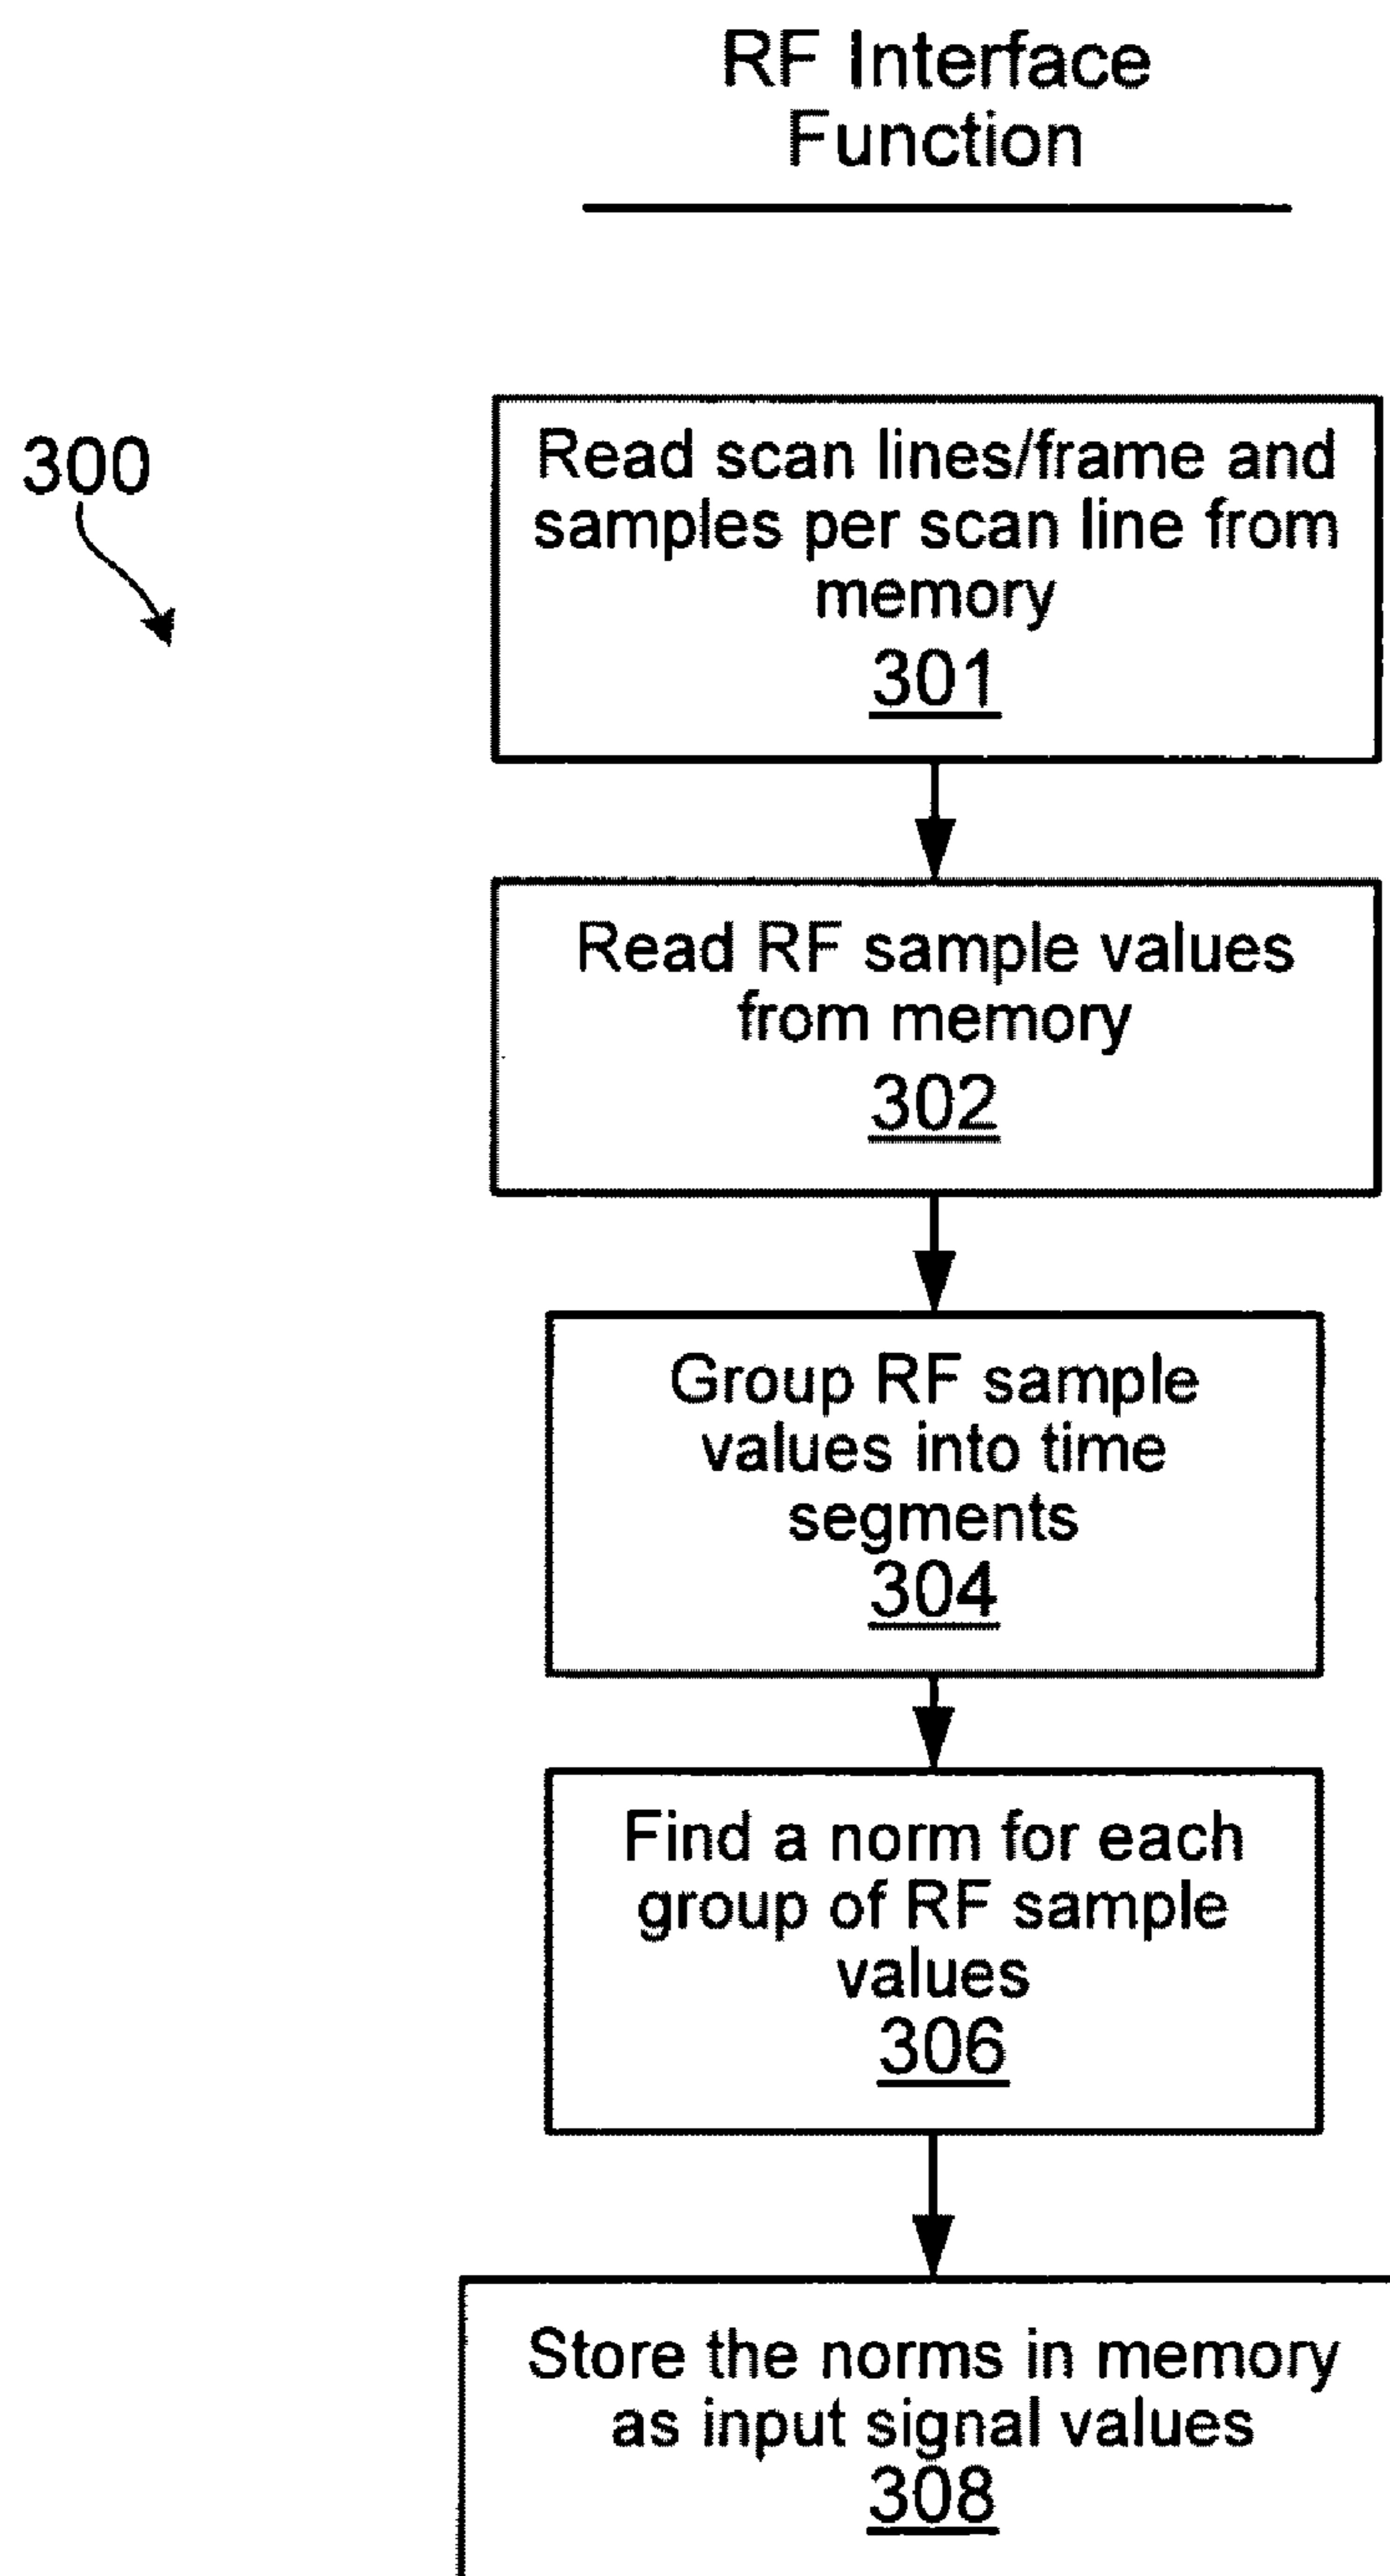 RF Interface
Function
300
Read scan lines/frame and
samples per scan line from
memory
301
Read RF sample values
from memory
302
Group RF sample
values into time
segments
304
Find a norm for each
group of RF sample
values
306
Store the norms in memory
as input signal values
308